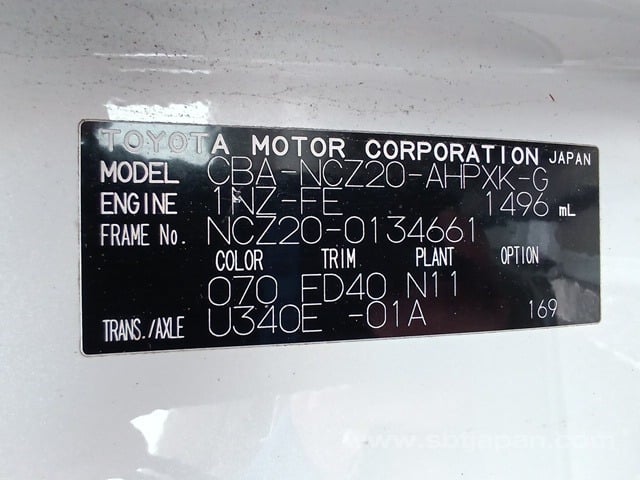 TOYOTA MOTOR CORPORATION JAPAN
MODEL CBA-NCZ20-AHPXK-G
ENGINE 1NZ-FE 1496 mL
FRAME No. NCZ20-0134661
COLOR TRIM PLANT OPTION
070 FD40 N11
TRANS./AXLE U340E -01A 169
www.sbtjapan.com